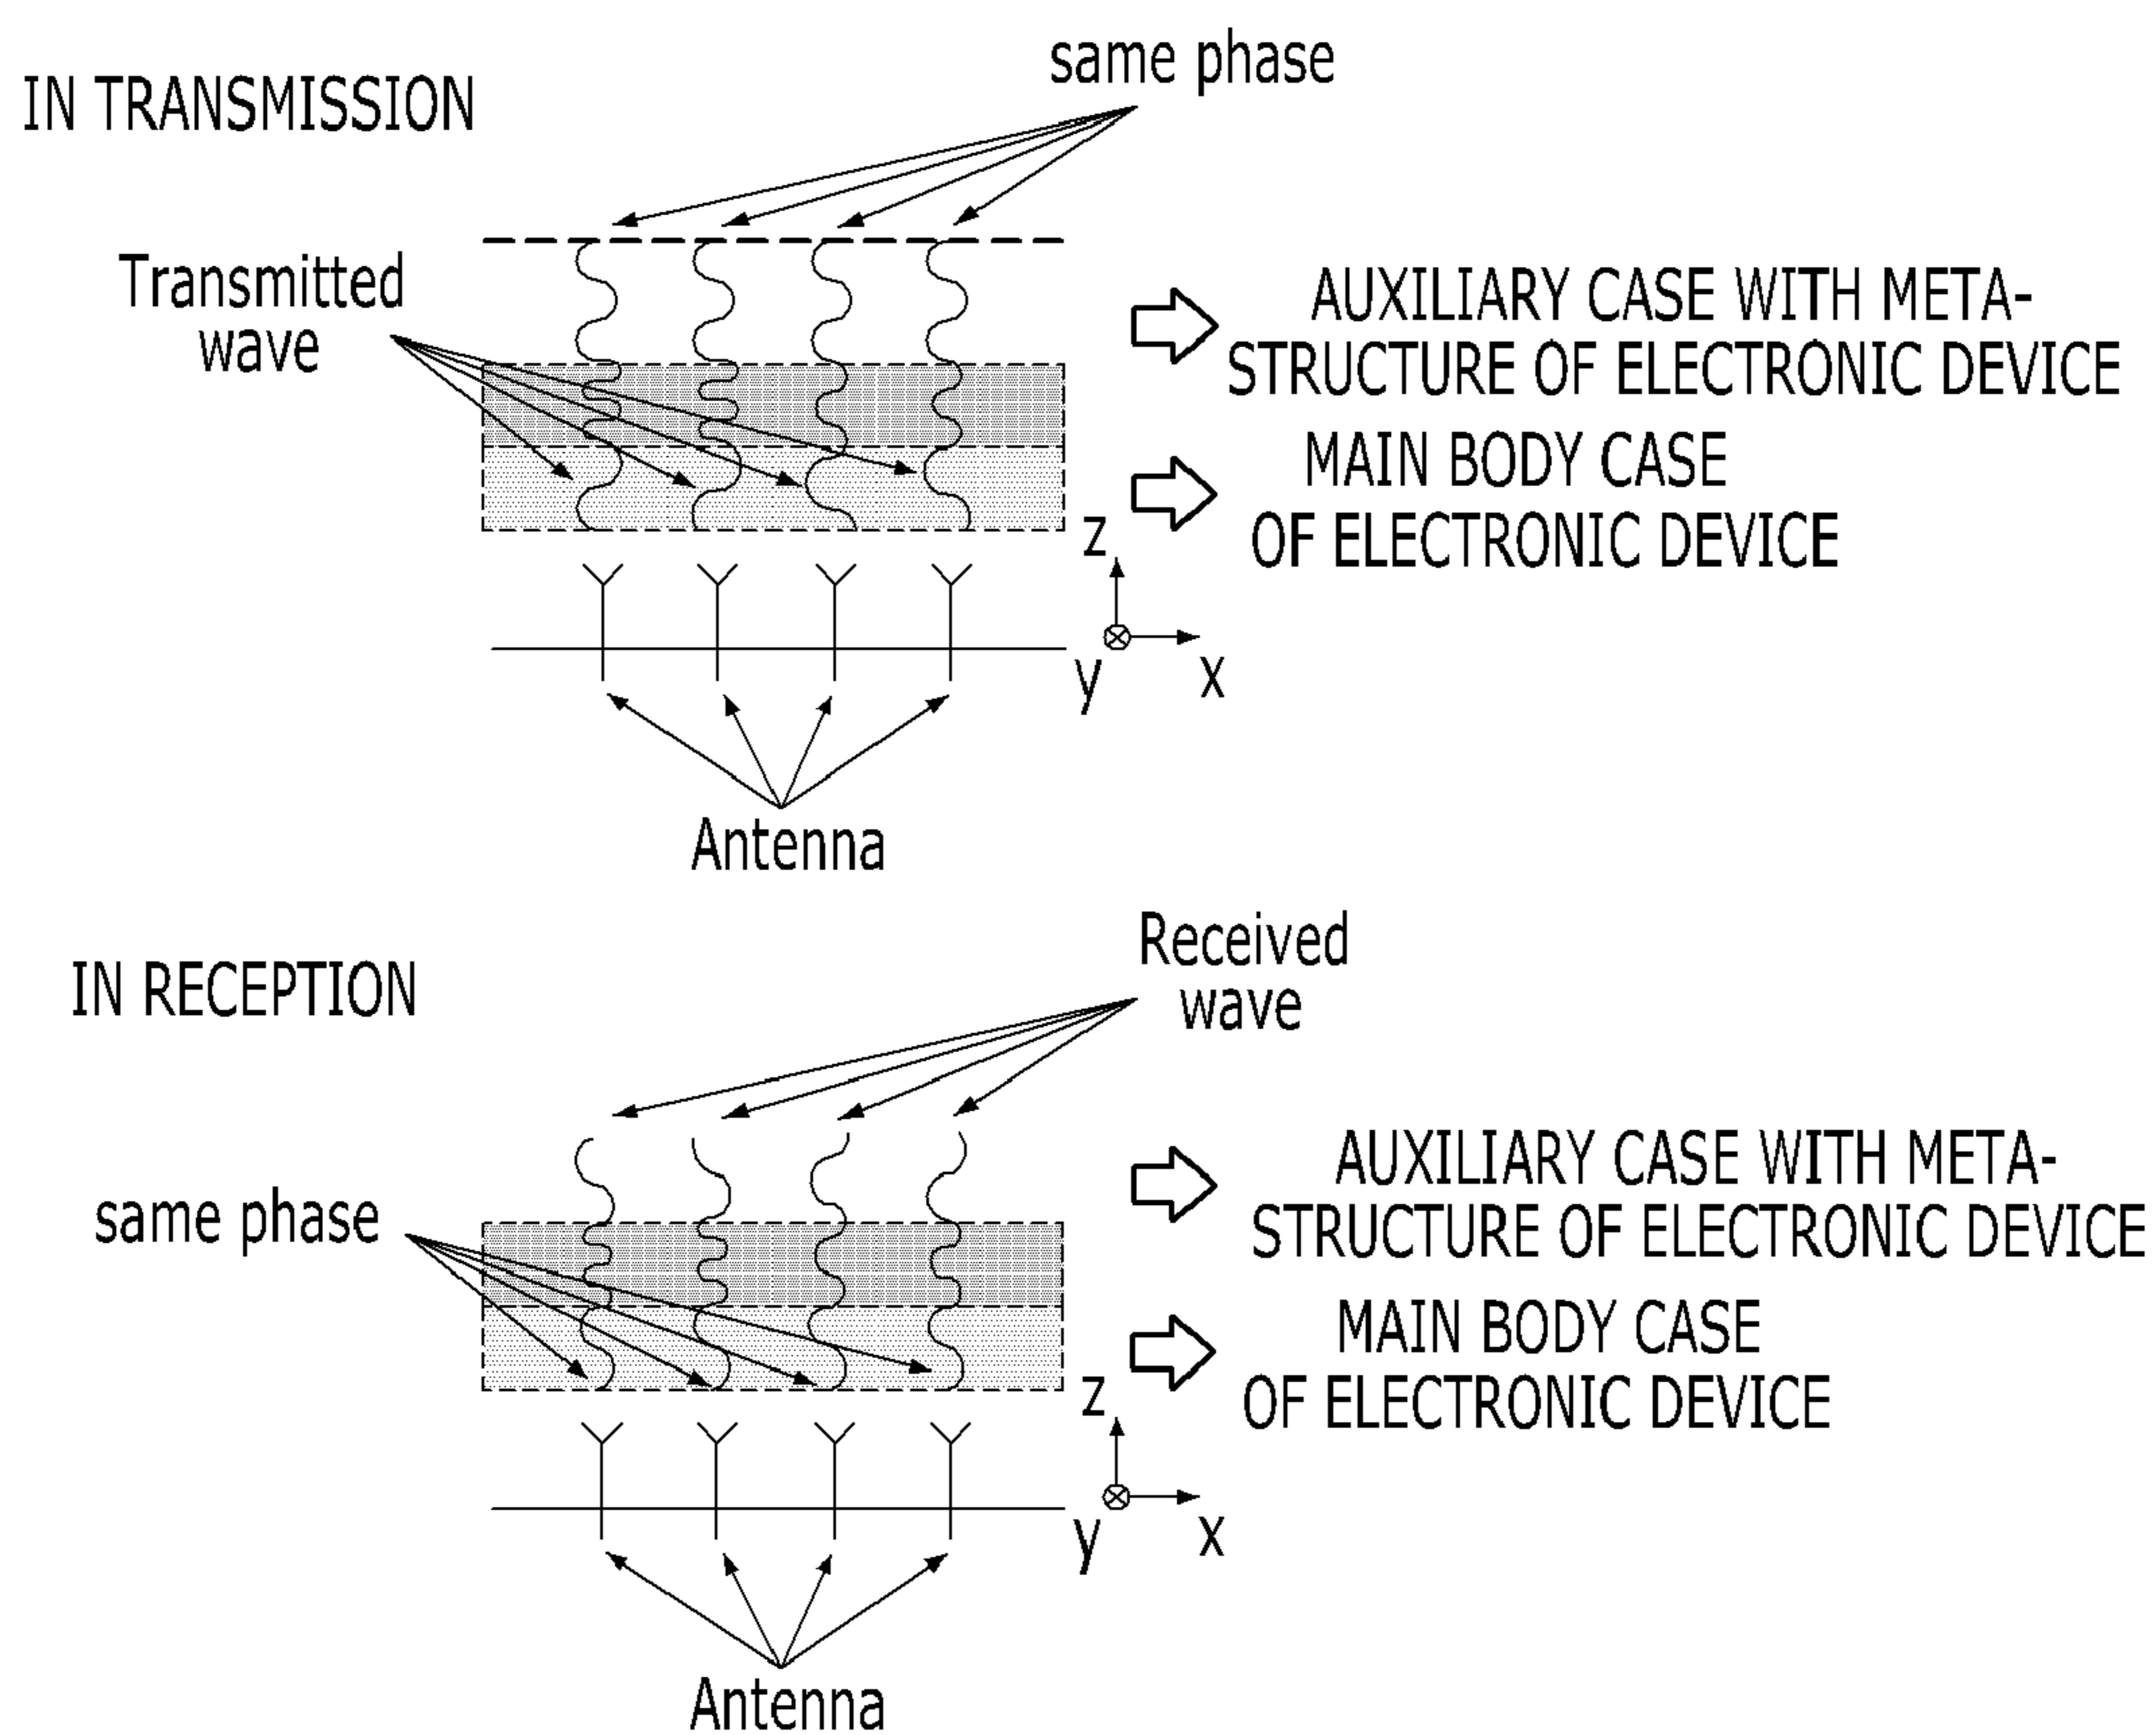 same phase
IN TRANSMISSION
Transmitted
wave
AUXILIARY CASE WITH META-
STRUCTURE OF ELECTRONIC DEVICE
MAIN BODY CASE
OF ELECTRONIC DEVICE
z
y
x
Antenna
Received
wave
IN RECEPTION
same phase
AUXILIARY CASE WITH META-
STRUCTURE OF ELECTRONIC DEVICE
MAIN BODY CASE
OF ELECTRONIC DEVICE
z
y
x
Antenna